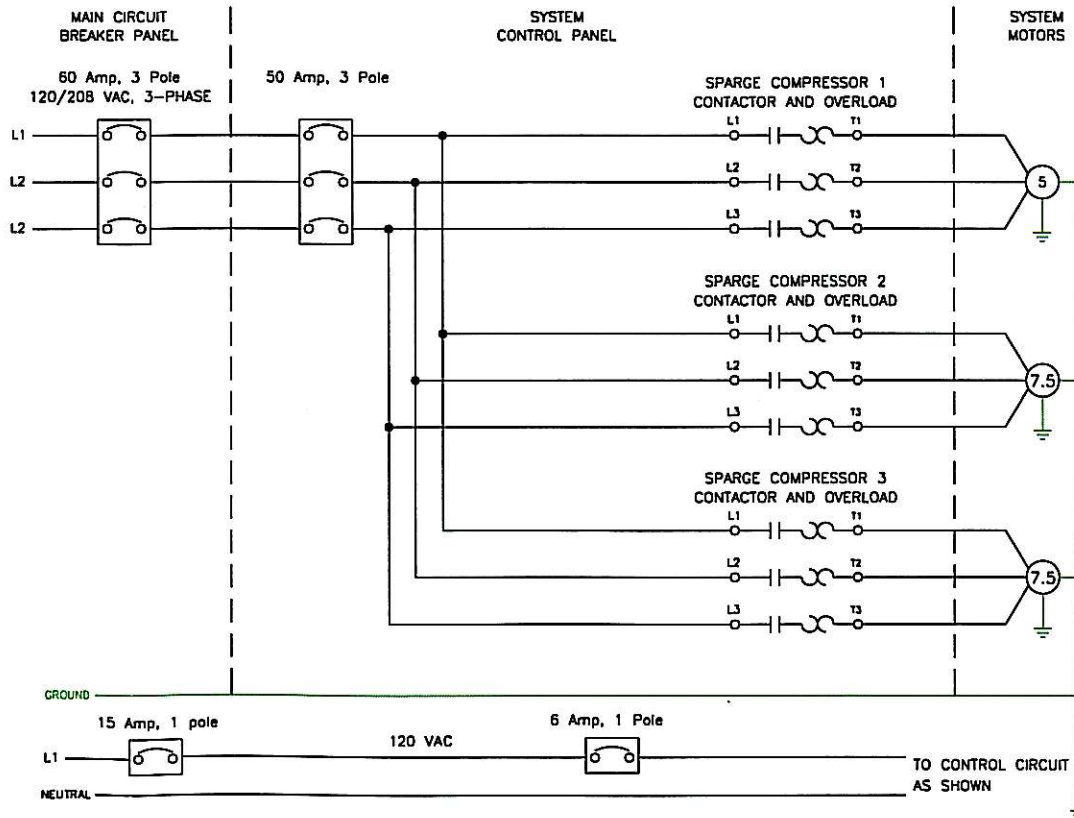 MAIN CIRCUIT
BREAKER PANEL
SYSTEM
CONTROL PANEL
SYSTEM
MOTORS
60 Amp, 3 Pole
120/208 VAC, 3-PHASE
50 Amp, 3 Pole
SPARGE COMPRESSOR 1
CONTACTOR AND OVERLOAD
L1
L1 T1
L2
L2 T2
5
L2
L3 T3
SPARGE COMPRESSOR 2
CONTACTOR AND OVERLOAD
L1 T1
L2 T2
7.5
L3 T3
SPARGE COMPRESSOR 3
CONTACTOR AND OVERLOAD
L1 T1
L2 T2
7.5
L3 T3
GROUND
15 Amp, 1 pole
6 Amp, 1 Pole
L1
120 VAC
TO CONTROL CIRCUIT
AS SHOWN
NEUTRAL